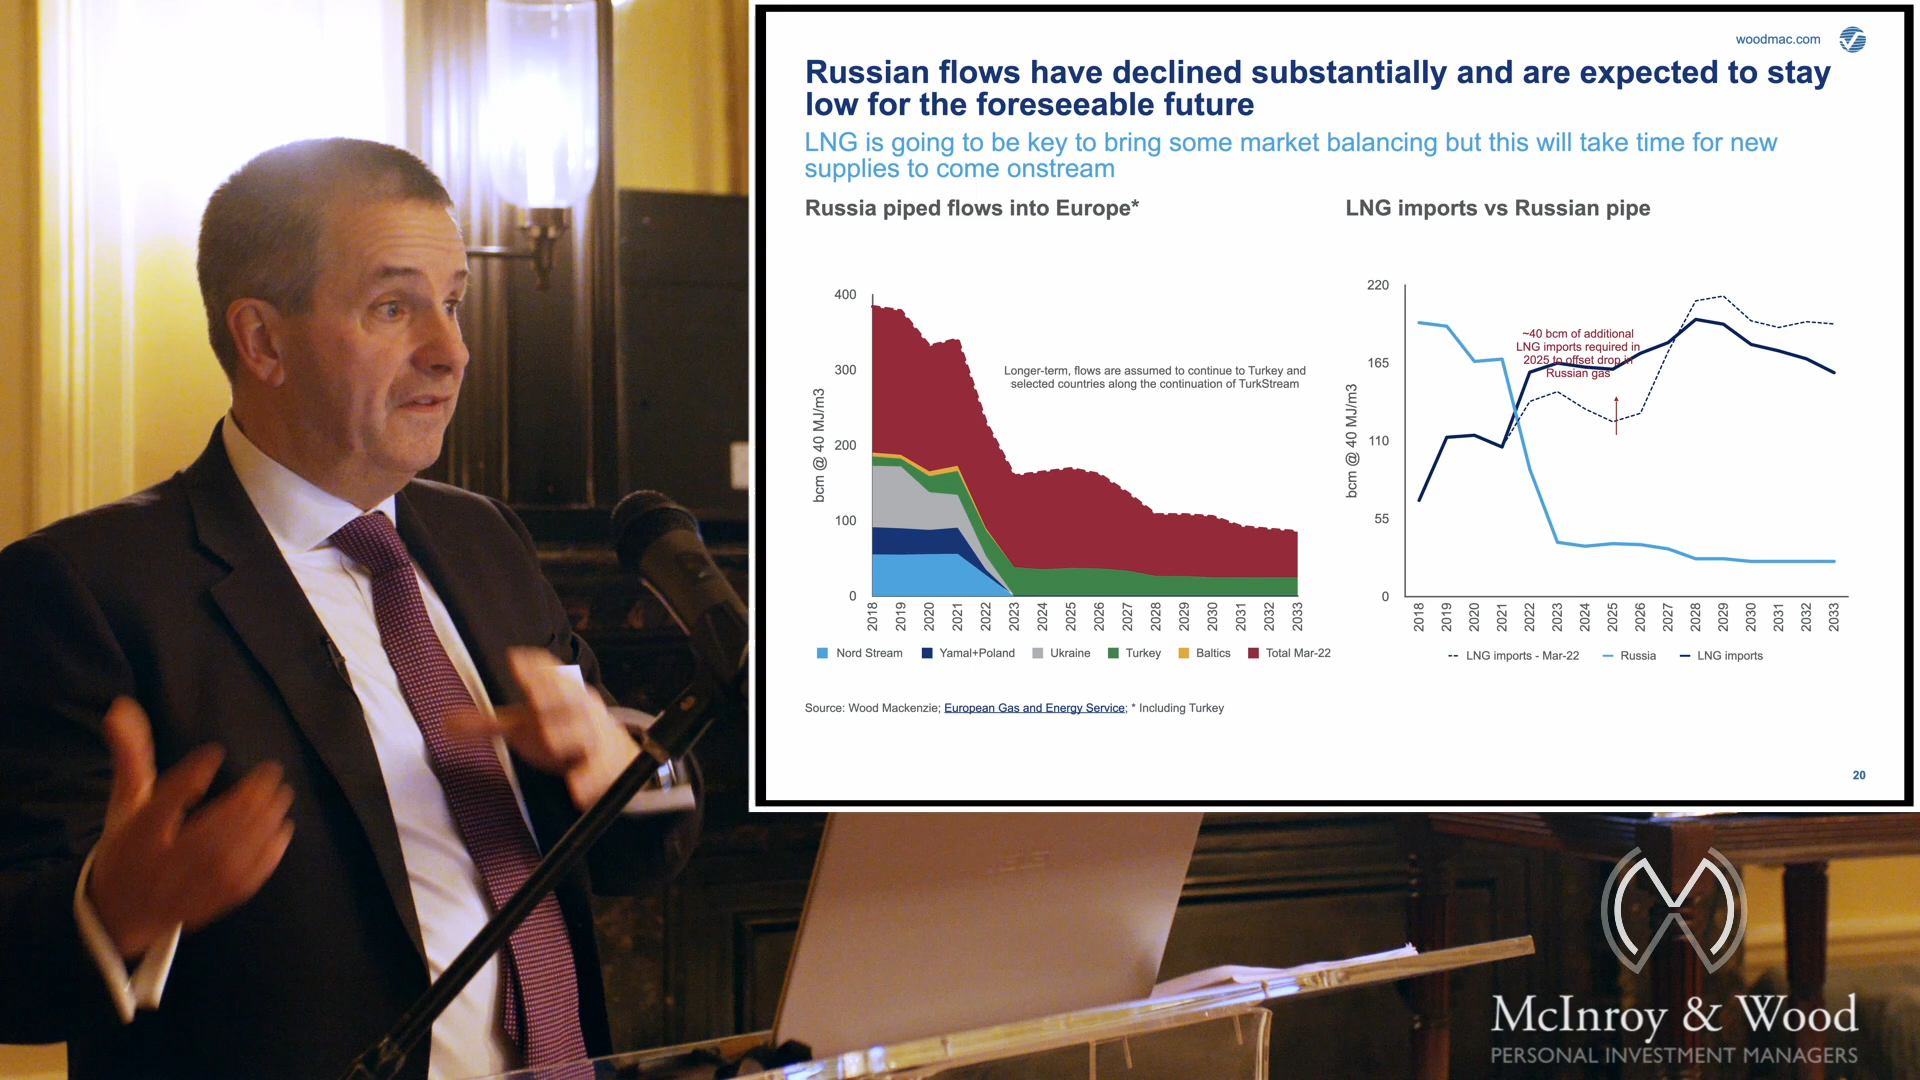 woodmac.com
Russian flows have declined substantially and are expected to stay
low for the foreseeable future
LNG is going to be key to bring some market balancing but this will take time for new
supplies to come onstream
Russia piped flows into Europe*
bcm @ 40 MJ/m3
400
300
200
100
0
Longer-term, flows are assumed to continue to Turkey and
selected countries along the continuation of TurkStream
2018 2019 2020 2021 2022 2023 2024 2025 2026 2027 2028 2029 2030 2031 2032 2033
Nord Stream Yamal+Poland Ukraine Turkey Baltics Total Mar-22
LNG imports vs Russian pipe
bcm @ 40 MJ/m3
220
165
110
55
0
~40 bcm of additional
LNG imports required in
2025 to offset drop in
Russian gas
2018 2019 2020 2021 2022 2023 2024 2025 2026 2027 2028 2029 2030 2031 2032 2033
LNG imports - Mar-22 Russia LNG imports
Source: Wood Mackenzie; European Gas and Energy Service; * Including Turkey
20
McInroy & Wood
PERSONAL INVESTMENT MANAGERS